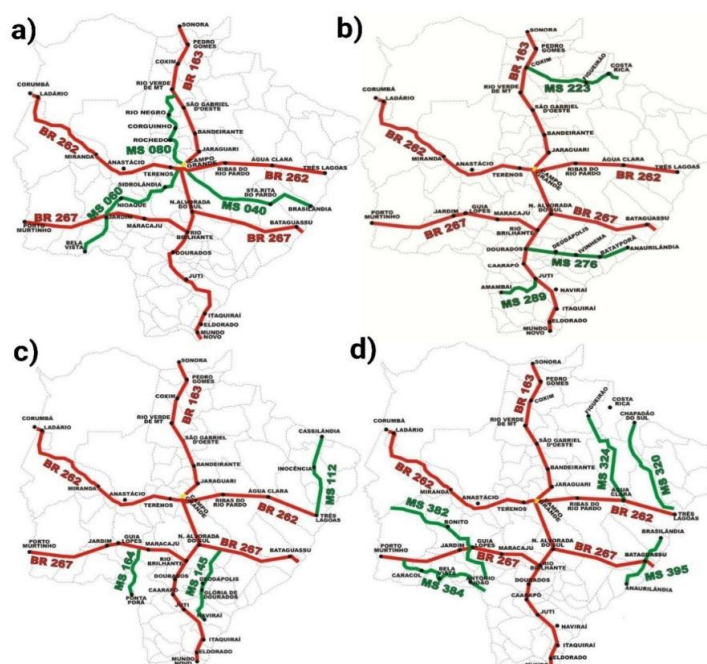 a)
SONORA
PEDRO
GOMES
COXIM
BR 163
RIO VERDE
DE MT
CORUMBÁ
LADÁRIO
SÃO GABRIEL
D'OESTE
RIO NEGRO
CORGUINHO
BANDEIRANTE
ROCHEDO
MS 080
JARAGUARI
BR 262
MIRANDA
ANASTÁCIO
TERENOS
CAMPO
GRANDE
RIBAS DO
RIO PARDO
ÁGUA CLARA
TRÊS LAGOAS
BR 262
SIDROLÂNDIA
MS 060
NIOAQUE
STA.RITA
DO PARDO
MS 040
BRASILÂNDIA
BR 267
PORTO
MURTINHO
JARDIM
MARACAJU
N.ALVORADA
DO SUL
BATAGUASSU
BR 267
RIO
BRILHANTE
BELA
VISTA
DOURADOS
JUTI
ITAQUIRAÍ
ELDORADO
MUNDO
NOVO
b)
SONORA
PEDRO
GOMES
COXIM
BR 163
FIGUEIRÃO
COSTA
RICA
MS 223
RIO VERDE
DE MT
CORUMBÁ
LADÁRIO
SÃO GABRIEL
D'OESTE
BANDEIRANTE
JARAGUARI
BR 262
MIRANDA
ANASTÁCIO
TERENOS
CAMPO
GRANDE
RIBAS DO
RIO PARDO
ÁGUA CLARA
TRÊS LAGOAS
BR 262
PORTO
MURTINHO
JARDIM
GUIA
LOPES
MARACAJU
N.ALVORADA
DO SUL
BATAGUASSU
BR 267
BR 267
RIO
BRILHANTE
DOURADOS
DEODÁPOLIS
IVINHEMA
BATAYPORÃ
ANAURILÂNDIA
MS 276
CAARAPÓ
JUTI
AMAMBAI
MS 289
NAVIRAÍ
ITAQUIRAÍ
ELDORADO
MUNDO
NOVO
c)
SONORA
PEDRO
GOMES
COXIM
BR 163
RIO VERDE
DE MT
CORUMBÁ
LADÁRIO
SÃO GABRIEL
D'OESTE
CASSILÂNDIA
BANDEIRANTE
INOCÊNCIA
MS 112
JARAGUARI
BR 262
MIRANDA
ANASTÁCIO
TERENOS
CAMPO
GRANDE
RIBAS DO
RIO PARDO
ÁGUA CLARA
BR 262
TRÊS
LAGOAS
PORTO
MURTINHO
JARDIM
GUIA
LOPES
MARACAJU
N. ALVORADA
DO SUL
BR 267
BATAGUASSU
BR 267
MS 164
RIO
BRILHANTE
MS 145
DOURADOS
DEODÁPOLIS
CAARAPÓ
GLÓRIA DE
DOURADOS
PONTA
PORÃ
JUTI
NAVIRAÍ
ITAQUIRAÍ
ELDORADO
MUNDO
NOVO
d)
SONORA
PEDRO
GOMES
COXIM
BR 163
FIGUEIRÃO
COSTA
RICA
CHAPADÃO
DO SUL
RIO VERDE
DE MT
CORUMBÁ
LADÁRIO
SÃO GABRIEL
D'OESTE
MS 324
MS 320
BANDEIRANTE
JARAGUARI
BR 262
MIRANDA
ANASTÁCIO
TERENOS
CAMPO
GRANDE
RIBAS DO
RIO PARDO
ÁGUA
CLARA
BR 262
TRÊS
LAGOAS
MS 382
BONITO
BRASILÂNDIA
PORTO
MURTINHO
JARDIM
GUIA
LOPES
MARACAJU
N. ALVORADA
DO SUL
BR 267
BR 267
BATAGUASSU
RIO
BRILHANTE
CARACOL
BELA
VISTA
MS 384
ANTÔNIO
JOÃO
DOURADOS
MS 395
ANAURILÂNDIA
CAARAPÓ
JUTI
NAVIRAÍ
ITAQUIRAÍ
ELDORADO
MUNDO
NOVO